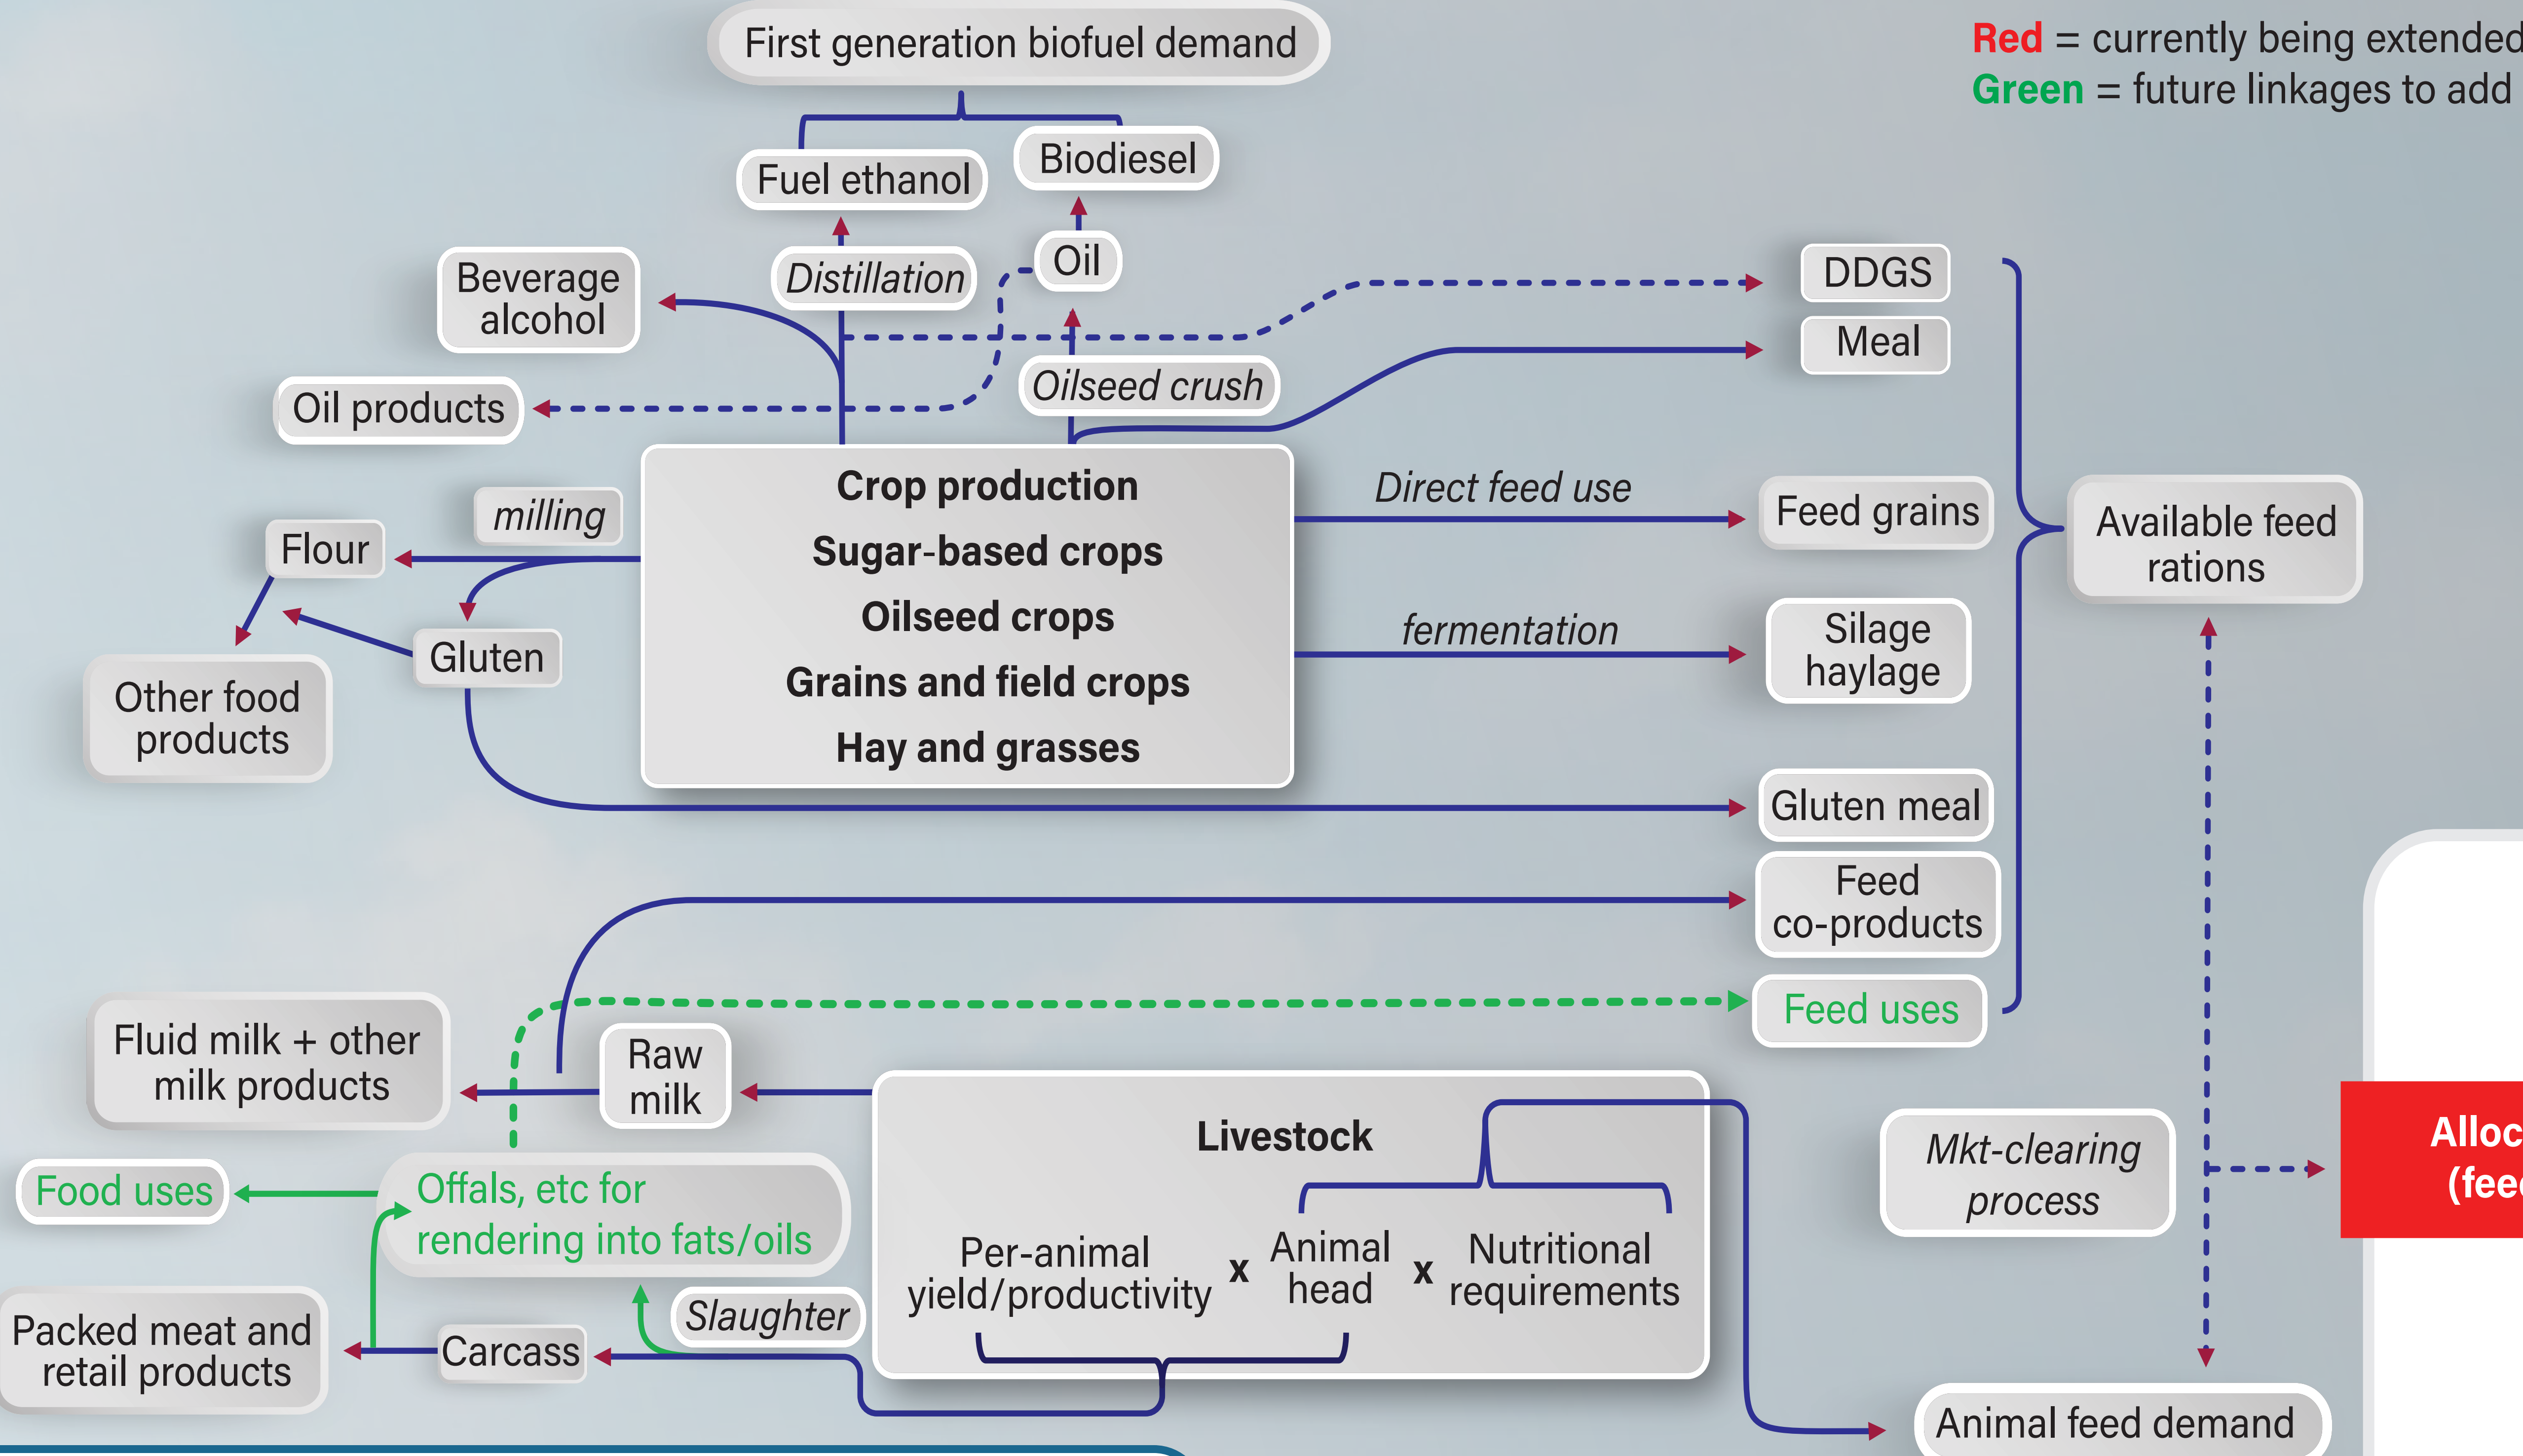 First generation biofuel demand
Red = currently being extended
Green = future linkages to add
Fuel ethanol
Biodiesel
Beverage
alcohol
Distillation
Oil
DDGS
Meal
Oil products
Oilseed crush
milling
Flour
Gluten
Other food
products
Crop production
Sugar-based crops
Oilseed crops
Grains and field crops
Hay and grasses
Direct feed use
fermentation
Feed grains
Silage
haylage
Available feed
rations
Gluten meal
Feed
co-products
Feed uses
Fluid milk + other
milk products
Raw
milk
Food uses
Offals, etc for
rendering into fats/oils
Packed meat and
retail products
Carcass
Slaughter
Livestock
Per-animal
yield/productivity
x
Animal
head
x
Nutritional
requirements
Mkt-clearing
process
Alloc
(feed
Animal feed demand